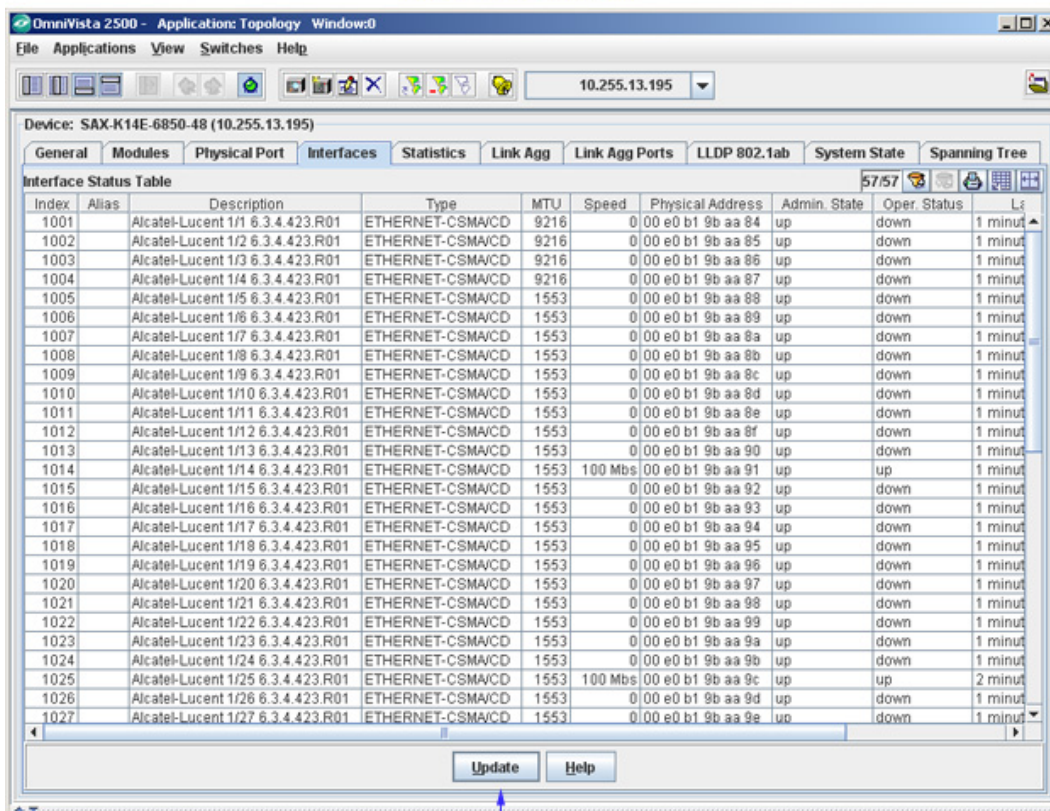 OmniVista 2500 - Application: Topology Window:0
File Applications View Switches Help
10.255.13.195
Device: SAX-K14E-6850-48 (10.255.13.195)
General Modules Physical Port Interfaces Statistics Link Agg Link Agg Ports LLDP 802.1ab System State Spanning Tree
Interface Status Table 57/57
Index Alias Description Type MTU Speed Physical Address Admin. State Oper. Status La
1001 Alcatel-Lucent 1/1 6.3.4.423.R01 ETHERNET-CSMA/CD 9216 0 00 e0 b1 9b aa 84 up down 1 minut
1002 Alcatel-Lucent 1/2 6.3.4.423.R01 ETHERNET-CSMA/CD 9216 0 00 e0 b1 9b aa 85 up down 1 minut
1003 Alcatel-Lucent 1/3 6.3.4.423.R01 ETHERNET-CSMA/CD 9216 0 00 e0 b1 9b aa 86 up down 1 minut
1004 Alcatel-Lucent 1/4 6.3.4.423.R01 ETHERNET-CSMA/CD 9216 0 00 e0 b1 9b aa 87 up down 1 minut
1005 Alcatel-Lucent 1/5 6.3.4.423.R01 ETHERNET-CSMA/CD 1553 0 00 e0 b1 9b aa 88 up down 1 minut
1006 Alcatel-Lucent 1/6 6.3.4.423.R01 ETHERNET-CSMA/CD 1553 0 00 e0 b1 9b aa 89 up down 1 minut
1007 Alcatel-Lucent 1/7 6.3.4.423.R01 ETHERNET-CSMA/CD 1553 0 00 e0 b1 9b aa 8a up down 1 minut
1008 Alcatel-Lucent 1/8 6.3.4.423.R01 ETHERNET-CSMA/CD 1553 0 00 e0 b1 9b aa 8b up down 1 minut
1009 Alcatel-Lucent 1/9 6.3.4.423.R01 ETHERNET-CSMA/CD 1553 0 00 e0 b1 9b aa 8c up down 1 minut
1010 Alcatel-Lucent 1/10 6.3.4.423.R01 ETHERNET-CSMA/CD 1553 0 00 e0 b1 9b aa 8d up down 1 minut
1011 Alcatel-Lucent 1/11 6.3.4.423.R01 ETHERNET-CSMA/CD 1553 0 00 e0 b1 9b aa 8e up down 1 minut
1012 Alcatel-Lucent 1/12 6.3.4.423.R01 ETHERNET-CSMA/CD 1553 0 00 e0 b1 9b aa 8f up down 1 minut
1013 Alcatel-Lucent 1/13 6.3.4.423.R01 ETHERNET-CSMA/CD 1553 0 00 e0 b1 9b aa 90 up down 1 minut
1014 Alcatel-Lucent 1/14 6.3.4.423.R01 ETHERNET-CSMA/CD 1553 100 Mbs 00 e0 b1 9b aa 91 up up 1 minut
1015 Alcatel-Lucent 1/15 6.3.4.423.R01 ETHERNET-CSMA/CD 1553 0 00 e0 b1 9b aa 92 up down 1 minut
1016 Alcatel-Lucent 1/16 6.3.4.423.R01 ETHERNET-CSMA/CD 1553 0 00 e0 b1 9b aa 93 up down 1 minut
1017 Alcatel-Lucent 1/17 6.3.4.423.R01 ETHERNET-CSMA/CD 1553 0 00 e0 b1 9b aa 94 up down 1 minut
1018 Alcatel-Lucent 1/18 6.3.4.423.R01 ETHERNET-CSMA/CD 1553 0 00 e0 b1 9b aa 95 up down 1 minut
1019 Alcatel-Lucent 1/19 6.3.4.423.R01 ETHERNET-CSMA/CD 1553 0 00 e0 b1 9b aa 96 up down 1 minut
1020 Alcatel-Lucent 1/20 6.3.4.423.R01 ETHERNET-CSMA/CD 1553 0 00 e0 b1 9b aa 97 up down 1 minut
1021 Alcatel-Lucent 1/21 6.3.4.423.R01 ETHERNET-CSMA/CD 1553 0 00 e0 b1 9b aa 98 up down 1 minut
1022 Alcatel-Lucent 1/22 6.3.4.423.R01 ETHERNET-CSMA/CD 1553 0 00 e0 b1 9b aa 99 up down 1 minut
1023 Alcatel-Lucent 1/23 6.3.4.423.R01 ETHERNET-CSMA/CD 1553 0 00 e0 b1 9b aa 9a up down 1 minut
1024 Alcatel-Lucent 1/24 6.3.4.423.R01 ETHERNET-CSMA/CD 1553 0 00 e0 b1 9b aa 9b up down 1 minut
1025 Alcatel-Lucent 1/25 6.3.4.423.R01 ETHERNET-CSMA/CD 1553 100 Mbs 00 e0 b1 9b aa 9c up up 2 minut
1026 Alcatel-Lucent 1/26 6.3.4.423.R01 ETHERNET-CSMA/CD 1553 0 00 e0 b1 9b aa 9d up down 1 minut
1027 Alcatel-Lucent 1/27 6.3.4.423.R01 ETHERNET-CSMA/CD 1553 0 00 e0 b1 9b aa 9e up down 1 minut
Update Help